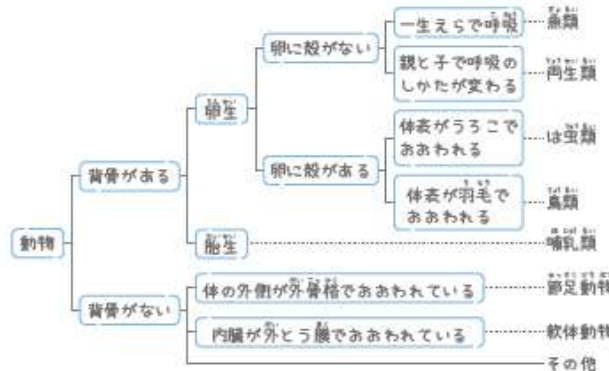 動物
背骨がある
卵生
卵に殻がない
一生えらで呼吸
魚類
親と子で呼吸の
しかたが変わる
両生類
卵に殻がある
体表がうろこで
おおわれる
は虫類
体表が羽毛で
おおわれる
鳥類
胎生
哺乳類
背骨がない
体の外側が外骨格でおおわれている
節足動物
内臓が外とう膜でおおわれている
軟体動物
その他